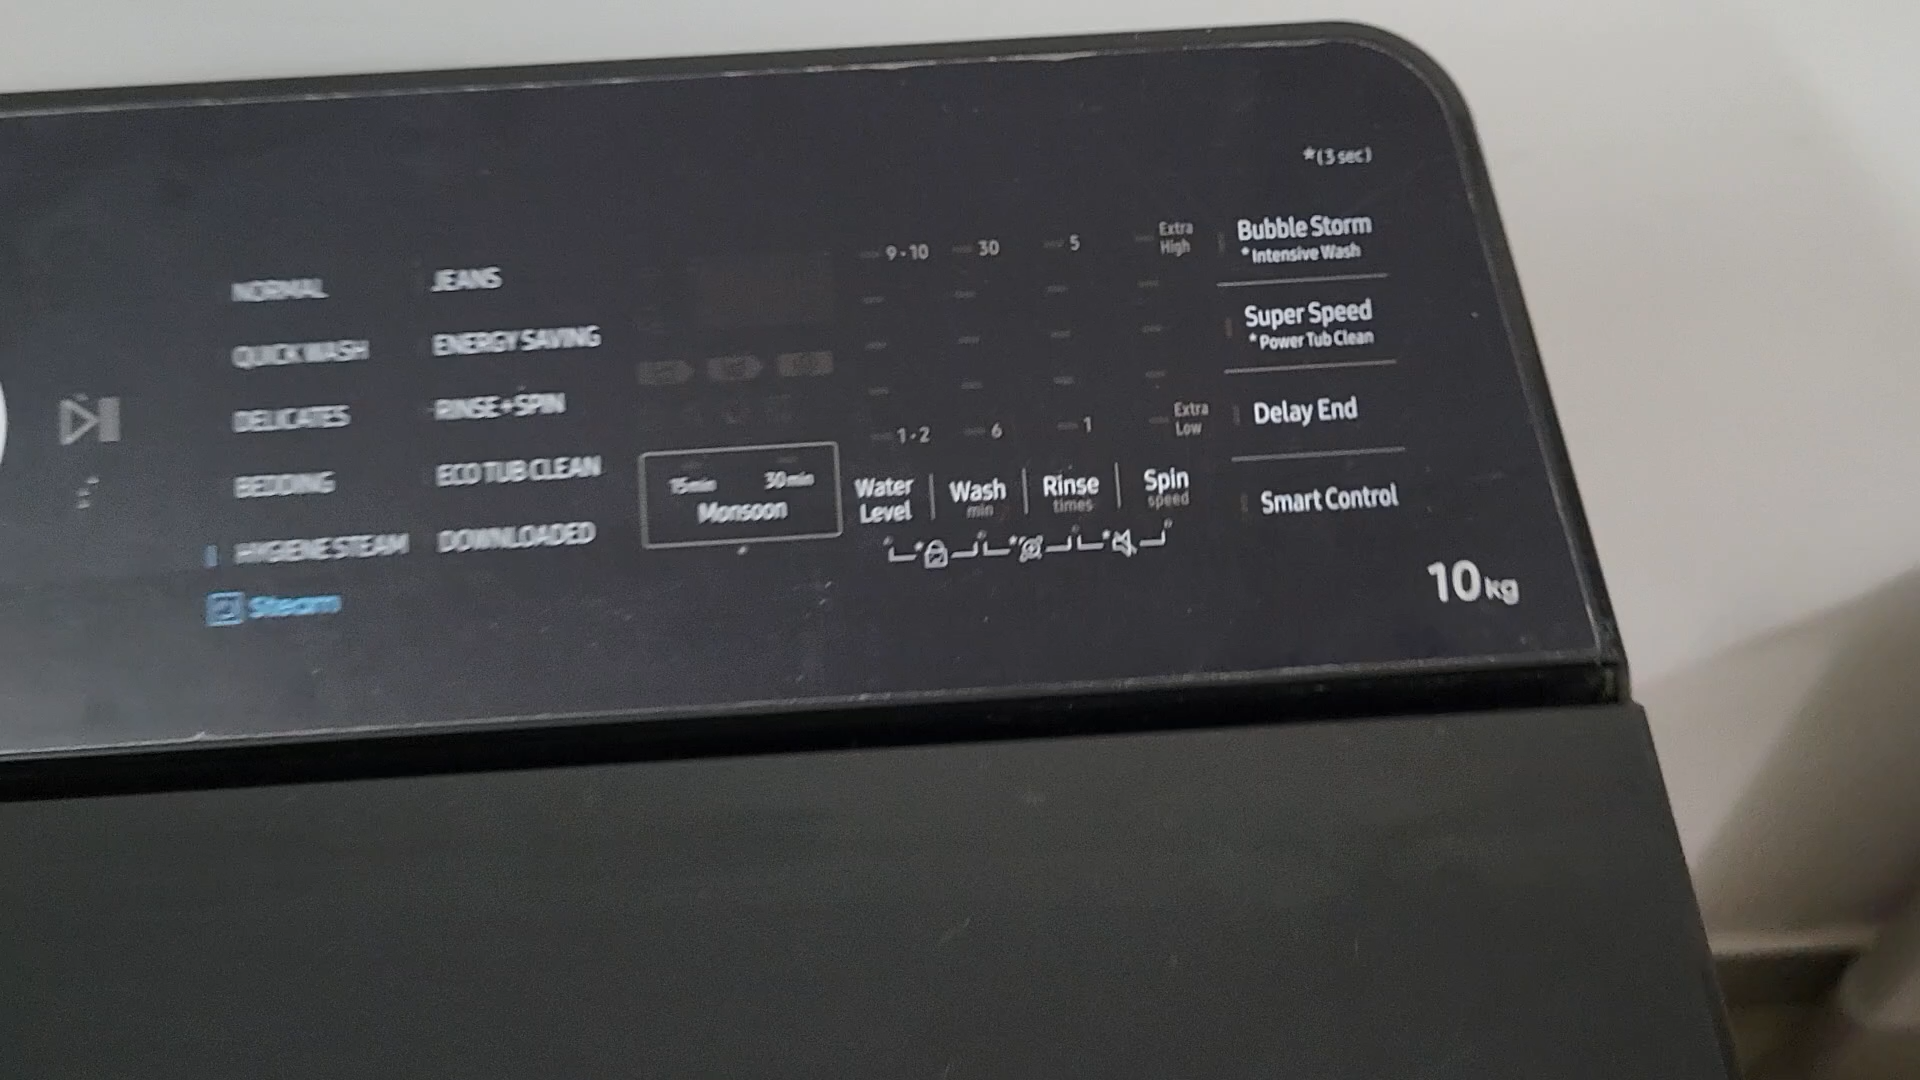 *(3 sec)
NORMAL
QUICK WASH
DELICATES
BEDDING
HYGIENE STEAM
Steam
JEANS
ENERGY SAVING
RINSE+SPIN
ECO TUB CLEAN
DOWNLOADED
15min 30min
Monsoon
9-10 30 5 Extra High
1-2 6 1 Extra Low
Water Level
Wash
min
Rinse
times
Spin
speed
Bubble Storm
* Intensive Wash
Super Speed
* Power Tub Clean
Delay End
Smart Control
10kg